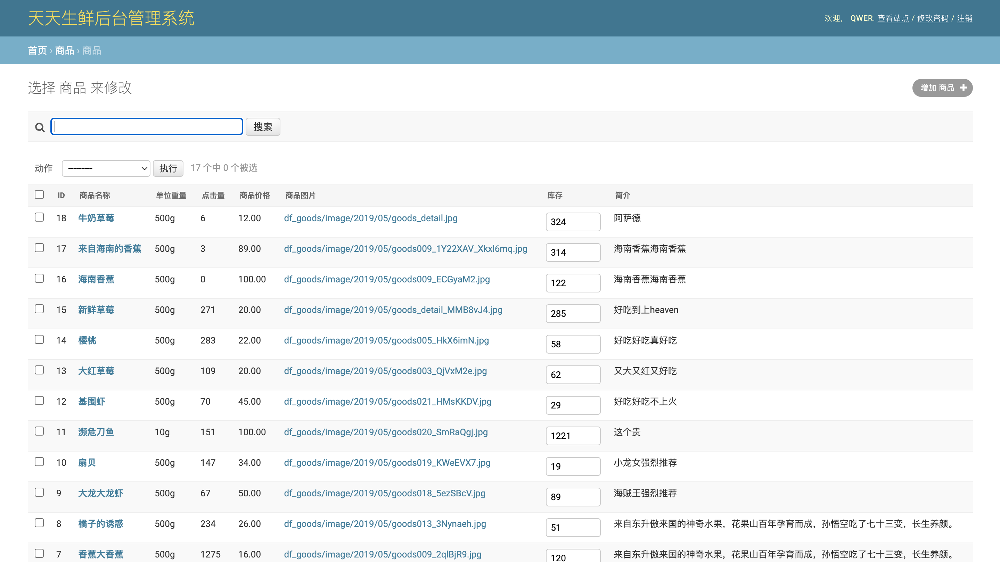 天天生鲜后台管理系统
欢迎， QWER. 查看站点 / 修改密码 / 注销
首页 › 商品 › 商品
选择 商品 来修改
增加 商品
搜索
动作 --------- 执行 17 个中 0 个被选
ID 商品名称 单位重量 点击量 商品价格 商品图片 库存 简介
18 牛奶草莓 500g 6 12.00 df_goods/image/2019/05/goods_detail.jpg 324 阿萨德
17 来自海南的香蕉 500g 3 89.00 df_goods/image/2019/05/goods009_1Y22XAV_Xkxl6mq.jpg 314 海南香蕉海南香蕉
16 海南香蕉 500g 0 100.00 df_goods/image/2019/05/goods009_ECGyaM2.jpg 122 海南香蕉海南香蕉
15 新鲜草莓 500g 271 20.00 df_goods/image/2019/05/goods_detail_MMB8vJ4.jpg 285 好吃到上heaven
14 樱桃 500g 283 22.00 df_goods/image/2019/05/goods005_HkX6imN.jpg 58 好吃好吃真好吃
13 大红草莓 500g 109 20.00 df_goods/image/2019/05/goods003_QjVxM2e.jpg 62 又大又红又好吃
12 基围虾 500g 70 45.00 df_goods/image/2019/05/goods021_HMsKKDV.jpg 29 好吃好吃不上火
11 濒危刀鱼 10g 151 100.00 df_goods/image/2019/05/goods020_SmRaQgj.jpg 1221 这个贵
10 扇贝 500g 147 34.00 df_goods/image/2019/05/goods019_KWeEVX7.jpg 19 小龙女强烈推荐
9 大龙大龙虾 500g 67 50.00 df_goods/image/2019/05/goods018_5ezSBcV.jpg 89 海贼王强烈推荐
8 橘子的诱惑 500g 234 26.00 df_goods/image/2019/05/goods013_3Nynaeh.jpg 51 来自东升傲来国的神奇水果，花果山百年孕育而成，孙悟空吃了七十三变，长生养颜。
7 香蕉大香蕉 500g 1275 16.00 df_goods/image/2019/05/goods009_2qlBjR9.jpg 120 来自东升傲来国的神奇水果，花果山百年孕育而成，孙悟空吃了七十三变，长生养颜。